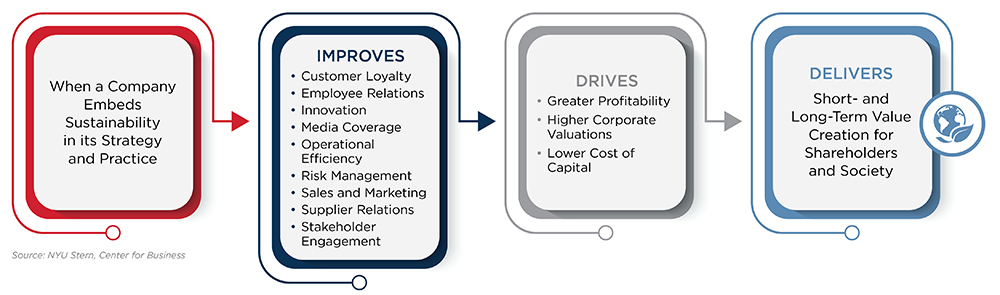 When a Company
Embeds
Sustainability
in its Strategy
and Practice
IMPROVES
• Customer Loyalty
• Employee Relations
• Innovation
• Media Coverage
• Operational
Efficiency
• Risk Management
• Sales and Marketing
• Supplier Relations
• Stakeholder
Engagement
DRIVES
• Greater Profitability
• Higher Corporate
Valuations
• Lower Cost of
Capital
DELIVERS
Short- and
Long-Term Value
Creation for
Shareholders
and Society
Source: NYU Stern, Center for Business